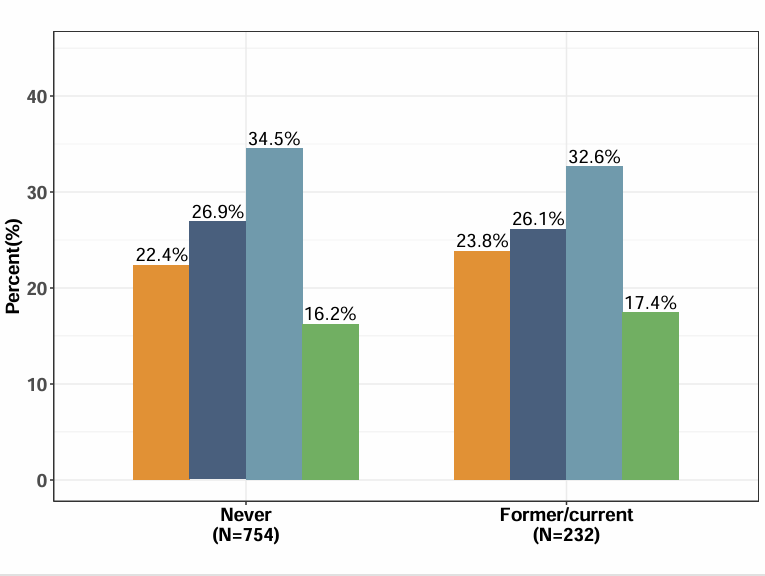 Percent(%)
40
30
20
10
0
22.4%
26.9%
34.5%
16.2%
23.8%
26.1%
32.6%
17.4%
Never
(N=754)
Former/current
(N=232)